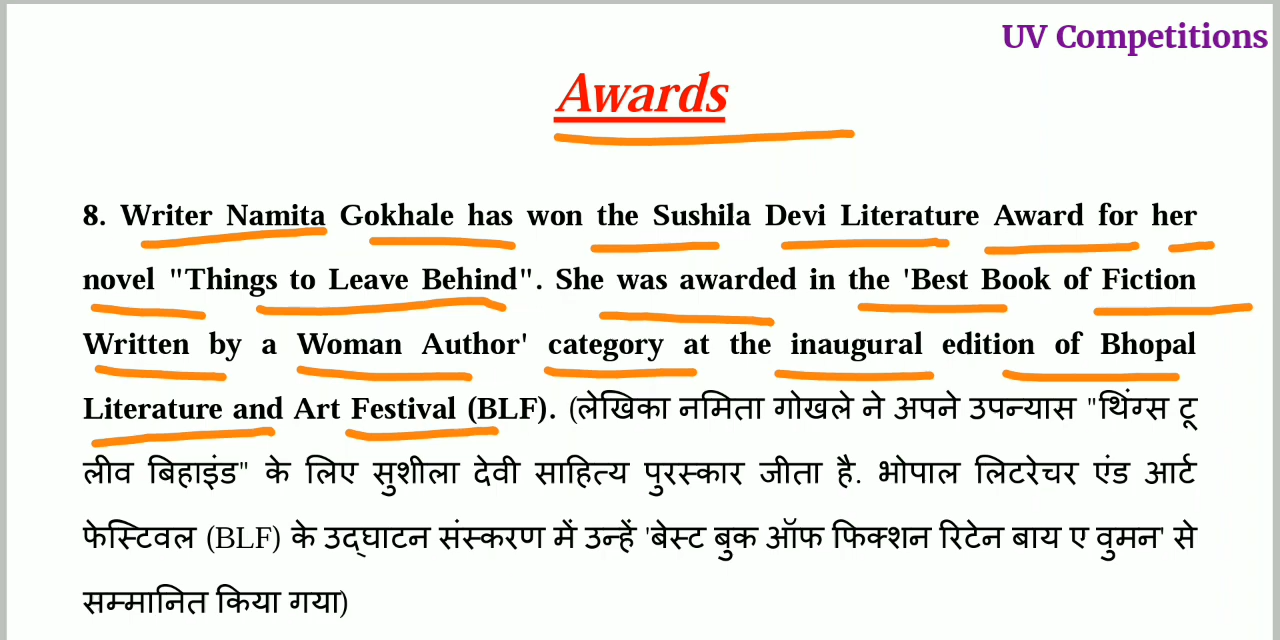 UV Competitions
Awards
8. Writer Namita Gokhale has won the Sushila Devi Literature Award for her
novel "Things to Leave Behind". She was awarded in the 'Best Book of Fiction
Written by a Woman Author' category at the inaugural edition of Bhopal
Literature and Art Festival (BLF). (लेखिका नमिता गोखले ने अपने उपन्यास "थिंग्स टू
लीव बिहाइंड" के लिए सुशीला देवी साहित्य पुरस्कार जीता है. भोपाल लिटरेचर एंड आर्ट
फेस्टिवल (BLF) के उद्घाटन संस्करण में उन्हें 'बेस्ट बुक ऑफ फिक्शन रिटेन बाय ए वुमन' से
सम्मानित किया गया)